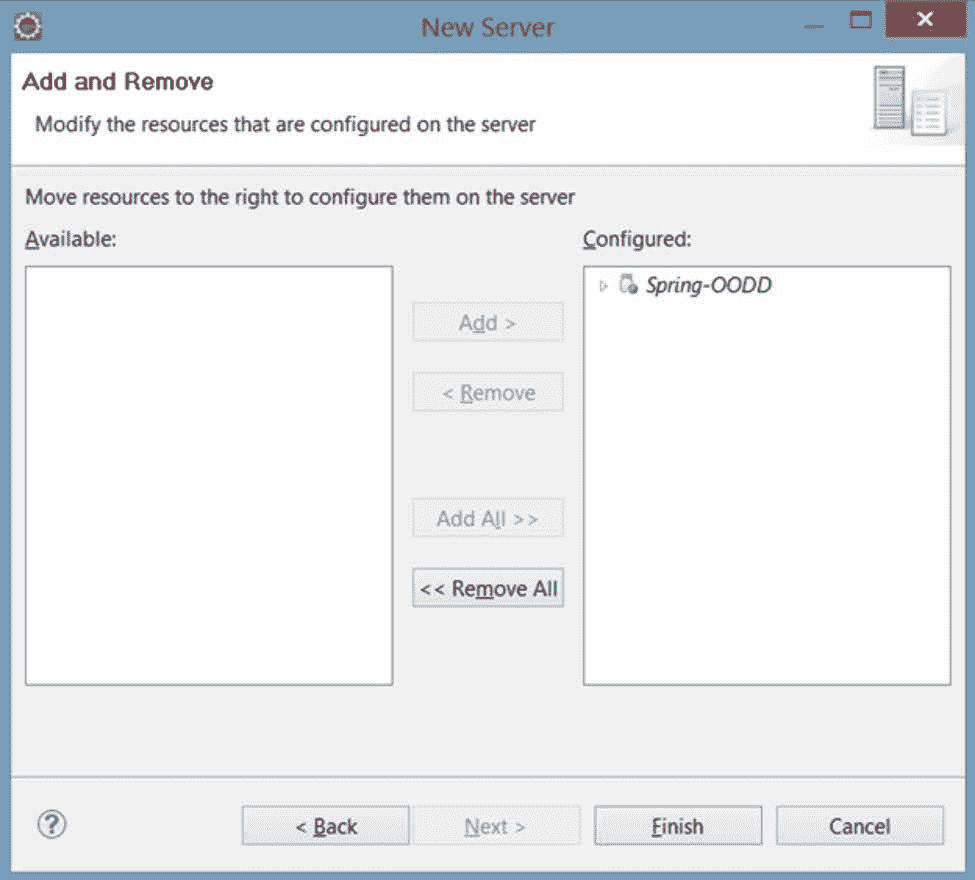 New Server
Add and Remove
Modify the resources that are configured on the server
Move resources to the right to configure them on the server
Available:
Configured:
Spring-OODD
Add >
< Remove
Add All >>
<< Remove All
?
< Back
Next >
Finish
Cancel